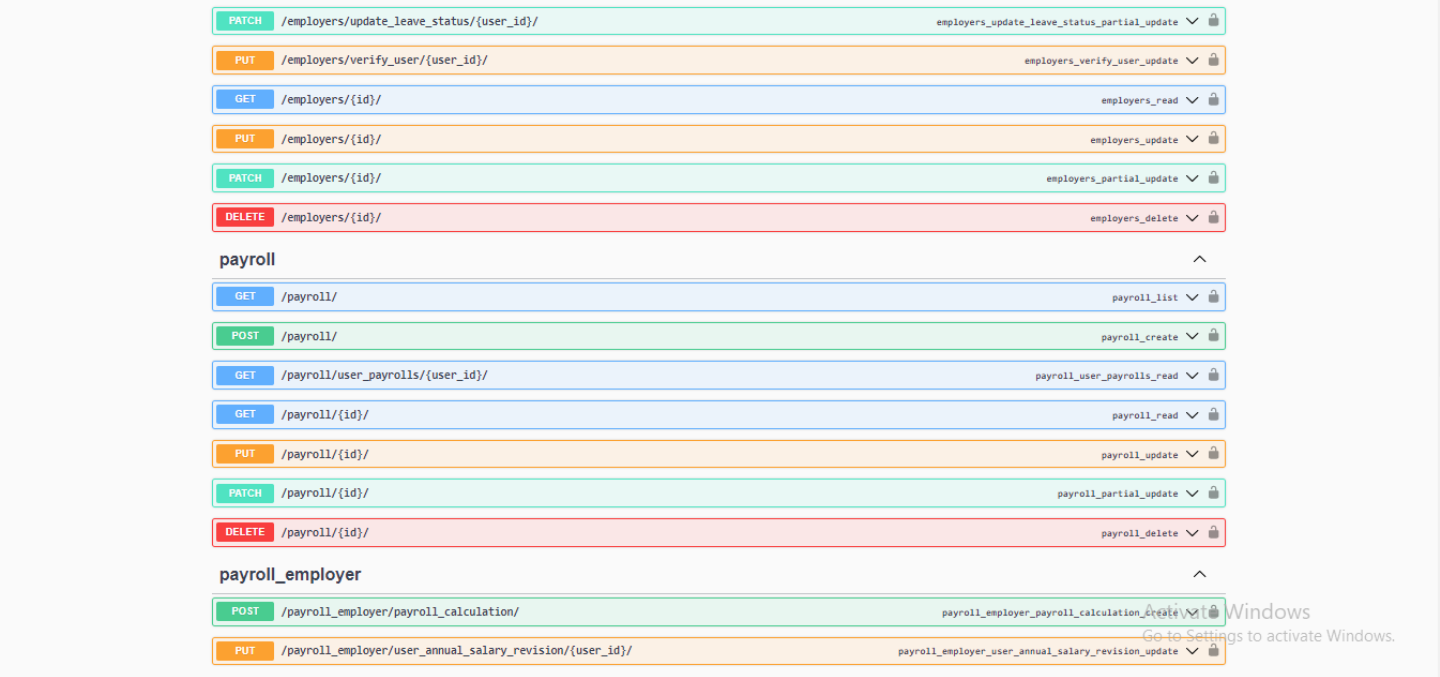 PATCH /employers/update_leave_status/{user_id}/ employers_update_leave_status_partial_update
PUT /employers/verify_user/{user_id}/ employers_verify_user_update
GET /employers/{id}/ employers_read
PUT /employers/{id}/ employers_update
PATCH /employers/{id}/ employers_partial_update
DELETE /employers/{id}/ employers_delete
payroll
GET /payroll/ payroll_list
POST /payroll/ payroll_create
GET /payroll/user_payrolls/{user_id}/ payroll_user_payrolls_read
GET /payroll/{id}/ payroll_read
PUT /payroll/{id}/ payroll_update
PATCH /payroll/{id}/ payroll_partial_update
DELETE /payroll/{id}/ payroll_delete
payroll_employer
POST /payroll_employer/payroll_calculation/ payroll_employer_payroll_calculation_create
Activate Windows
Go to Settings to activate Windows.
PUT /payroll_employer/user_annual_salary_revision/{user_id}/ payroll_employer_user_annual_salary_revision_update